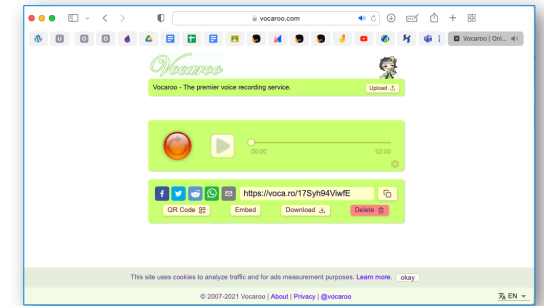 vocaroo.com
Vocaroo | Onl...
Vocaroo
Vocaroo - The premier voice recording service.
Upload
00:00
02:00
https://voca.ro/17Syh94ViwfE
QR Code
Embed
Download
Delete
This site uses cookies to analyze traffic and for ads measurement purposes. Learn more. okay
© 2007-2021 Vocaroo | About | Privacy | @vocaroo
EN